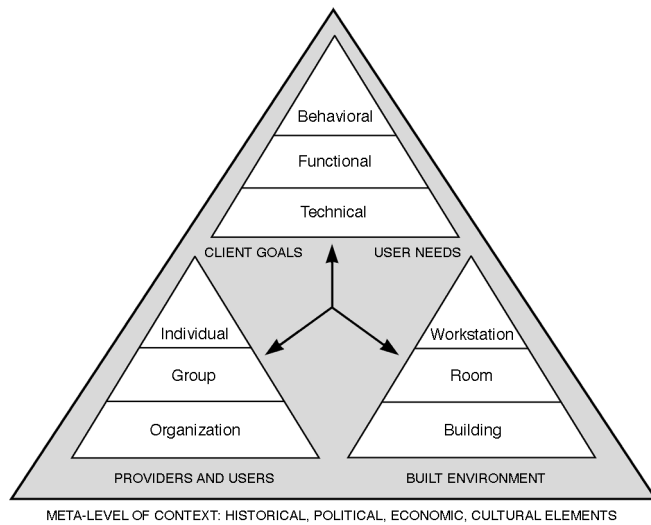 Behavioral
Functional
Technical
CLIENT GOALS USER NEEDS
Individual
Group
Organization
Workstation
Room
Building
PROVIDERS AND USERS
BUILT ENVIRONMENT
META-LEVEL OF CONTEXT: HISTORICAL, POLITICAL, ECONOMIC, CULTURAL ELEMENTS